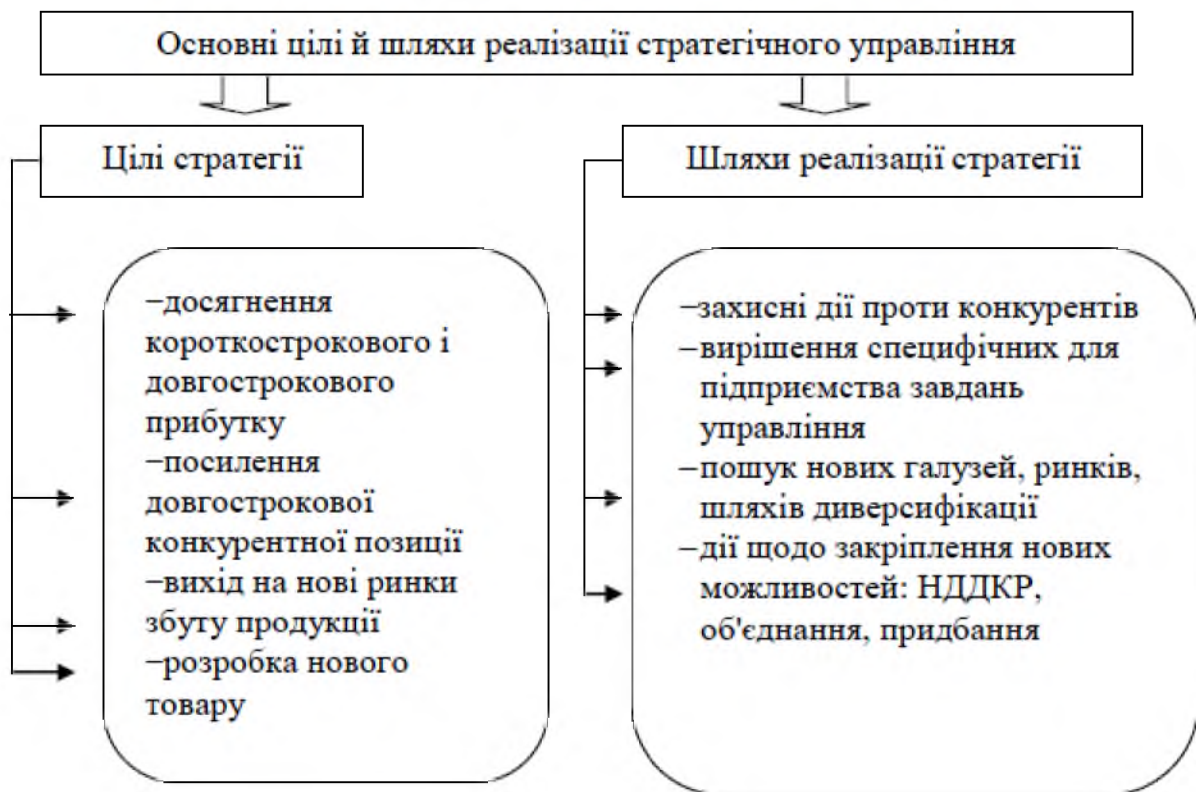 Основні цілі й шляхи реалізації стратегічного управління
Цілі стратегії
−досягнення
короткострокового і
довгострокового
прибутку
−посилення
довгострокової
конкурентної позиції
−вихід на нові ринки
збуту продукції
−розробка нового
товару
Шляхи реалізації стратегії
−захисні дії проти конкурентів
−вирішення специфічних для
підприємства завдань
управління
−пошук нових галузей, ринків,
шляхів диверсифікації
−дії щодо закріплення нових
можливостей: НДДКР,
об'єднання, придбання